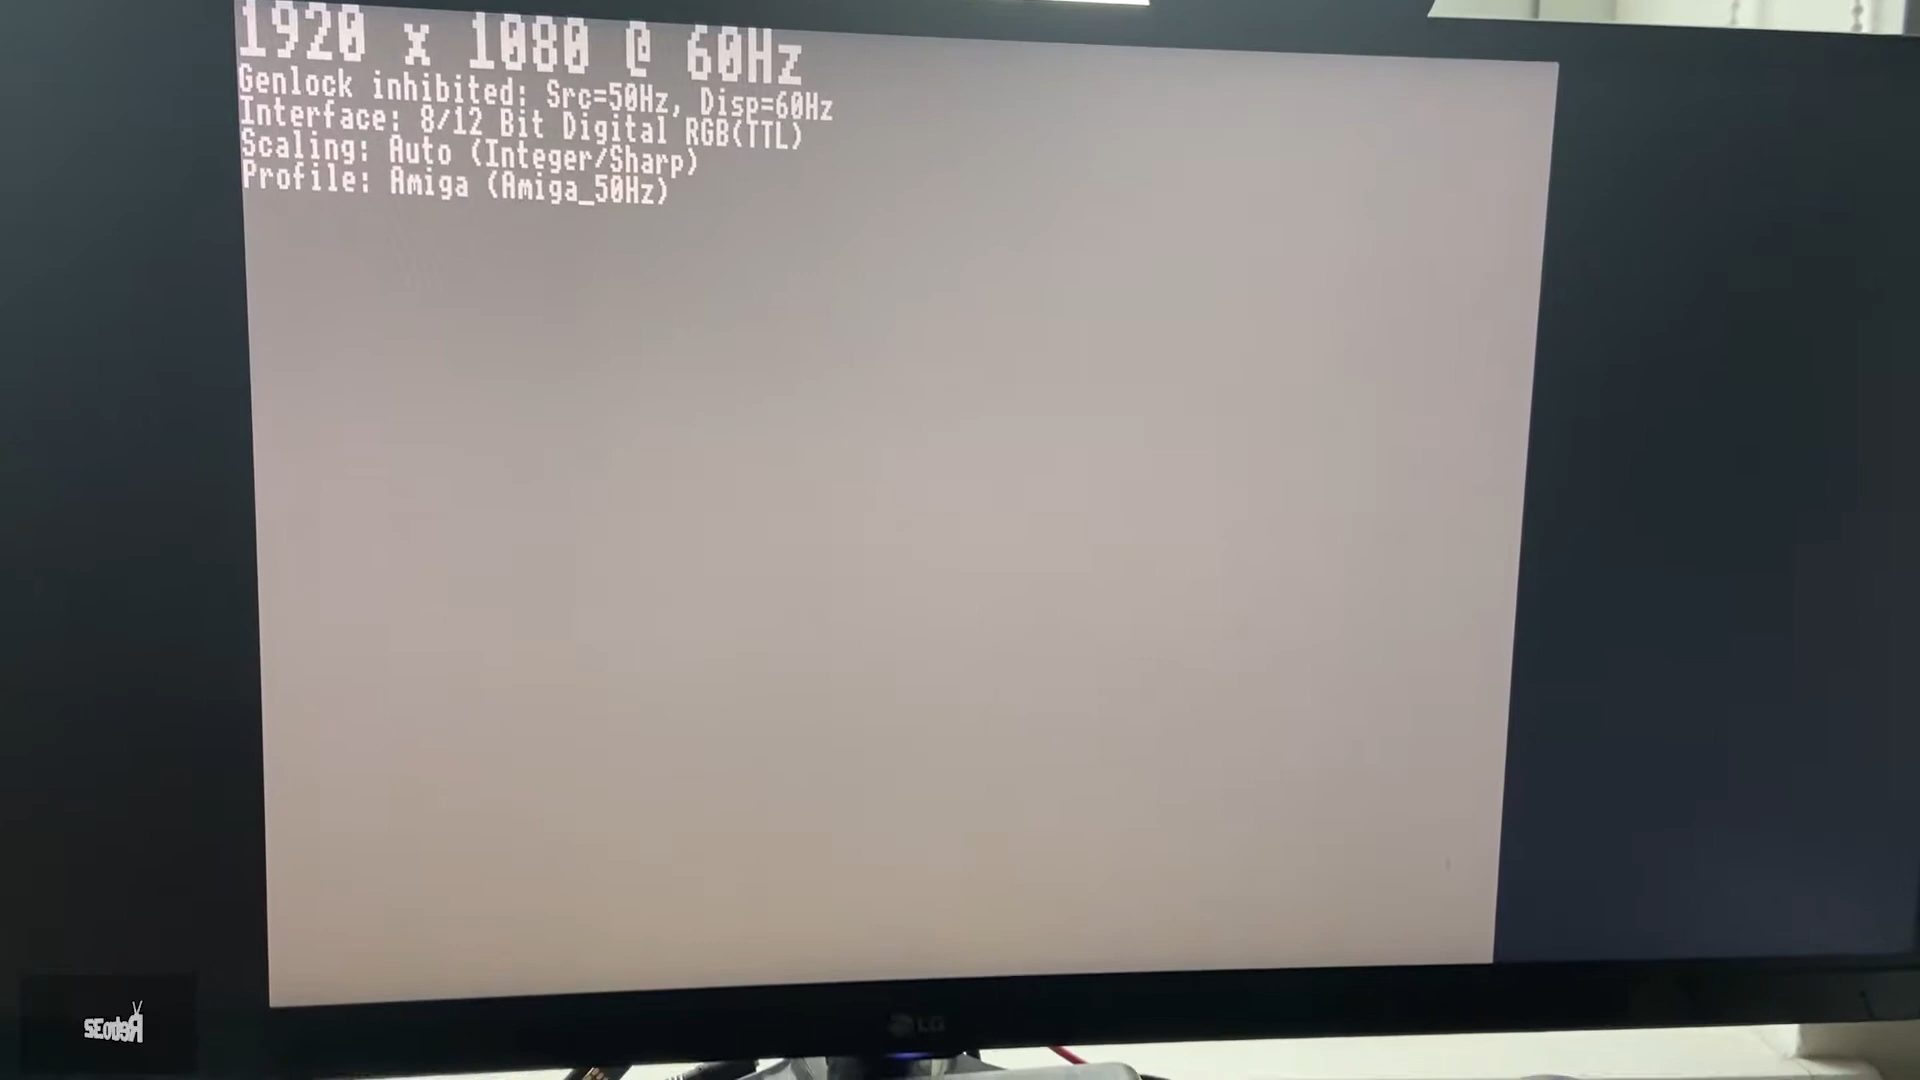 1920 x 1080 @ 60Hz
Genlock inhibited: Src=50Hz, Disp=60Hz
Interface: 8/12 Bit Digital RGB(TTL)
Scaling: Auto (Integer/Sharp)
Profile: Amiga (Amiga_50Hz)
LG